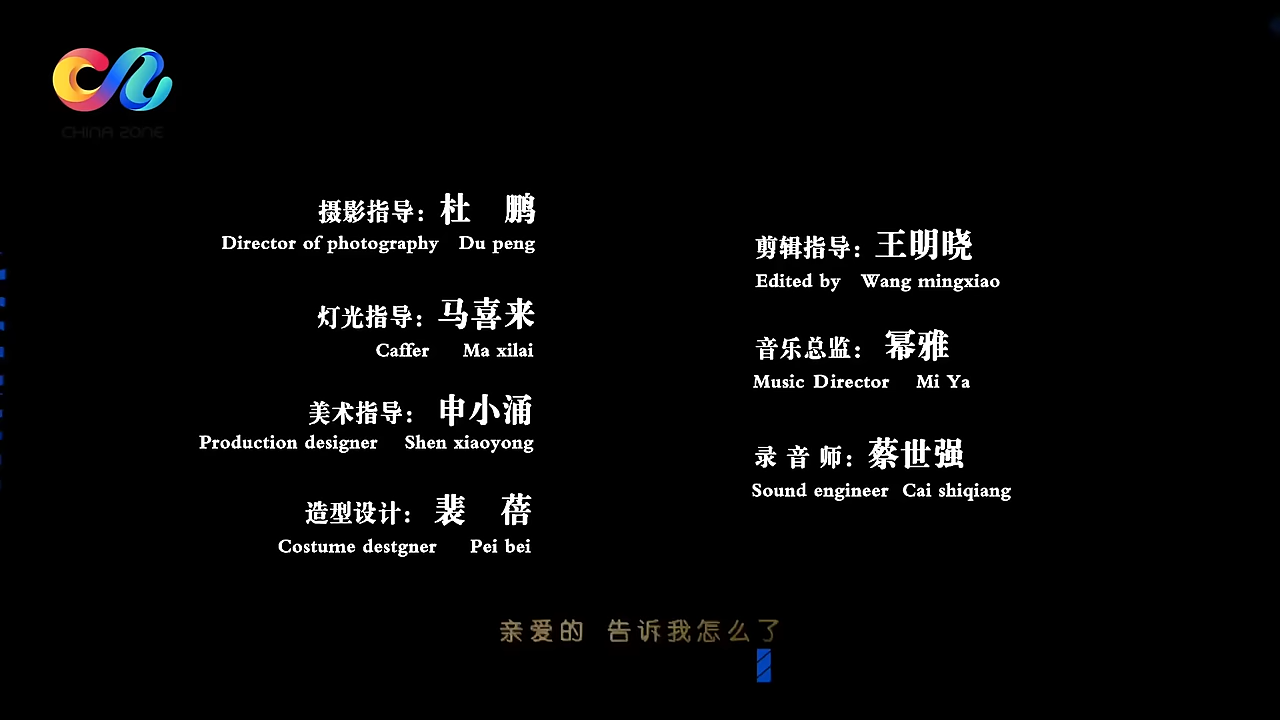 CHINA ZONE
摄影指导：杜 鹏
Director of photography Du peng
灯光指导：马喜来
Caffer Ma xilai
美术指导：申小涌
Production designer Shen xiaoyong
造型设计：裴 蓓
Costume destgner Pei bei
剪辑指导：王明晓
Edited by Wang mingxiao
音乐总监：幂雅
Music Director Mi Ya
录 音 师：蔡世强
Sound engineer Cai shiqiang
亲爱的 告诉我怎么了